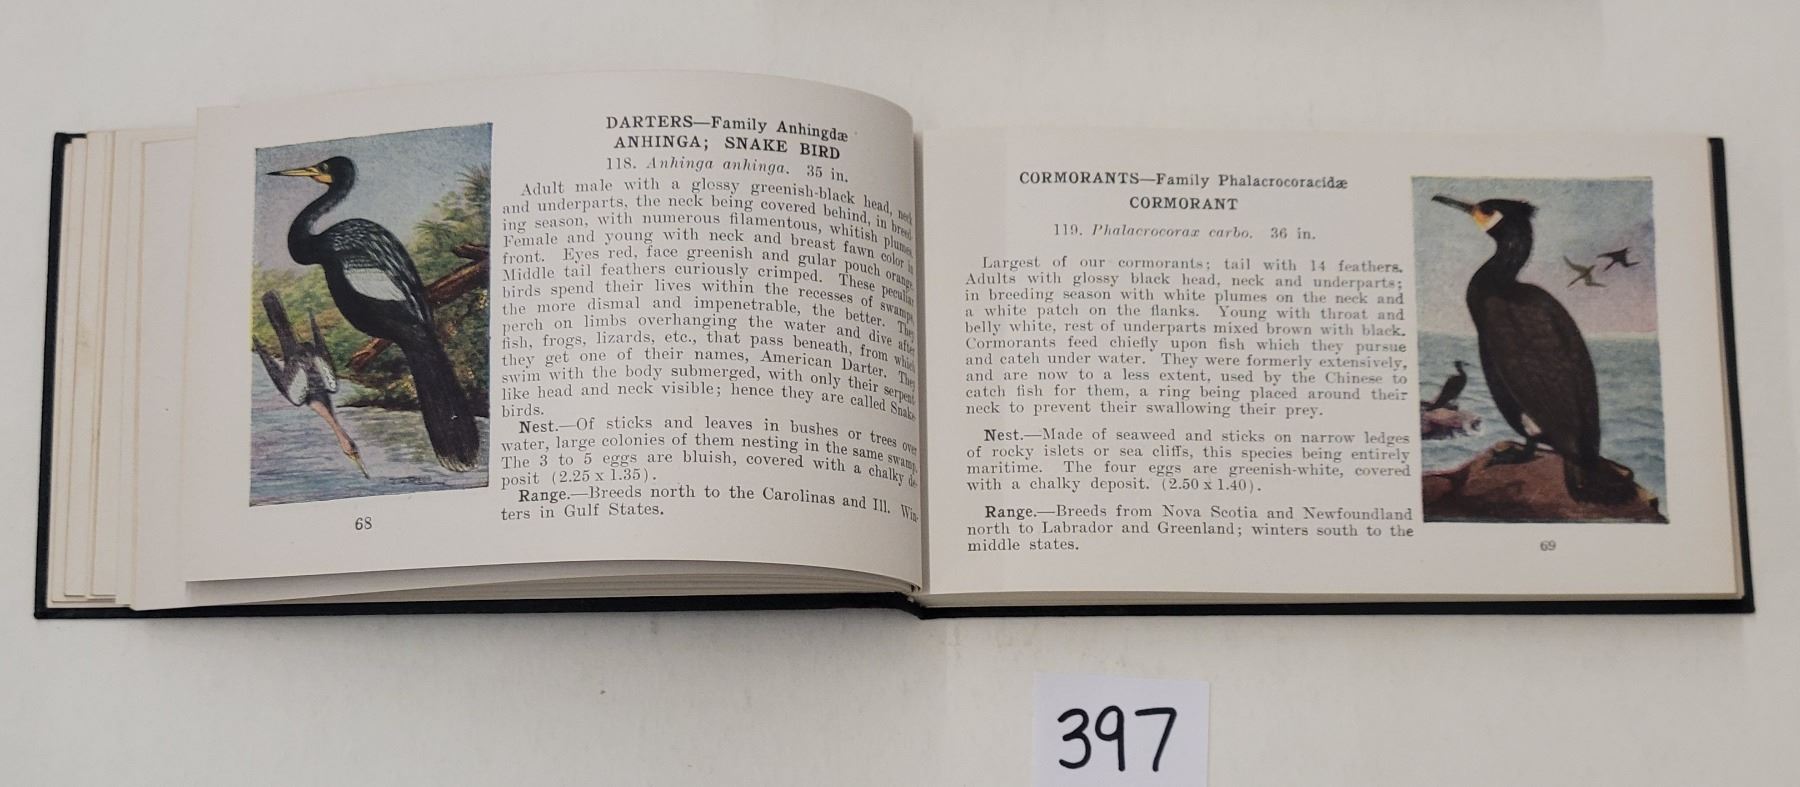 DARTERS—Family Anhingdæ
ANHINGA; SNAKE BIRD
118. Anhinga anhinga. 35 in.
Adult male with a glossy greenish-black head, neck
and underparts, the neck being covered behind, in breed-
ing season, with numerous filamentous, whitish plumes.
Female and young with neck and breast fawn color in
front. Eyes red, face greenish and gular pouch orange.
Middle tail feathers curiously crimped. These peculiar
birds spend their lives within the recesses of swamps,
the more dismal and impenetrable, the better. They
perch on limbs overhanging the water and dive after
fish, frogs, lizards, etc., that pass beneath, from which
they get one of their names, American Darter. They
swim with the body submerged, with only their serpent
like head and neck visible; hence they are called Snake
birds.
Nest.—Of sticks and leaves in bushes or trees over
water, large colonies of them nesting in the same swamp.
The 3 to 5 eggs are bluish, covered with a chalky de-
posit (2.25 x 1.35).
Range.—Breeds north to the Carolinas and Ill. Win-
ters in Gulf States.
68
CORMORANTS—Family Phalacrocoracidæ
CORMORANT
119. Phalacrocorax carbo. 36 in.
Largest of our cormorants; tail with 14 feathers.
Adults with glossy black head, neck and underparts;
in breeding season with white plumes on the neck and
a white patch on the flanks. Young with throat and
belly white, rest of underparts mixed brown with black.
Cormorants feed chiefly upon fish which they pursue
and catch under water. They were formerly extensively,
and are now to a less extent, used by the Chinese to
catch fish for them, a ring being placed around their
neck to prevent their swallowing their prey.
Nest.—Made of seaweed and sticks on narrow ledges
of rocky islets or sea cliffs, this species being entirely
maritime. The four eggs are greenish-white, covered
with a chalky deposit. (2.50 x 1.40).
Range.—Breeds from Nova Scotia and Newfoundland
north to Labrador and Greenland; winters south to the
middle states.
69
397